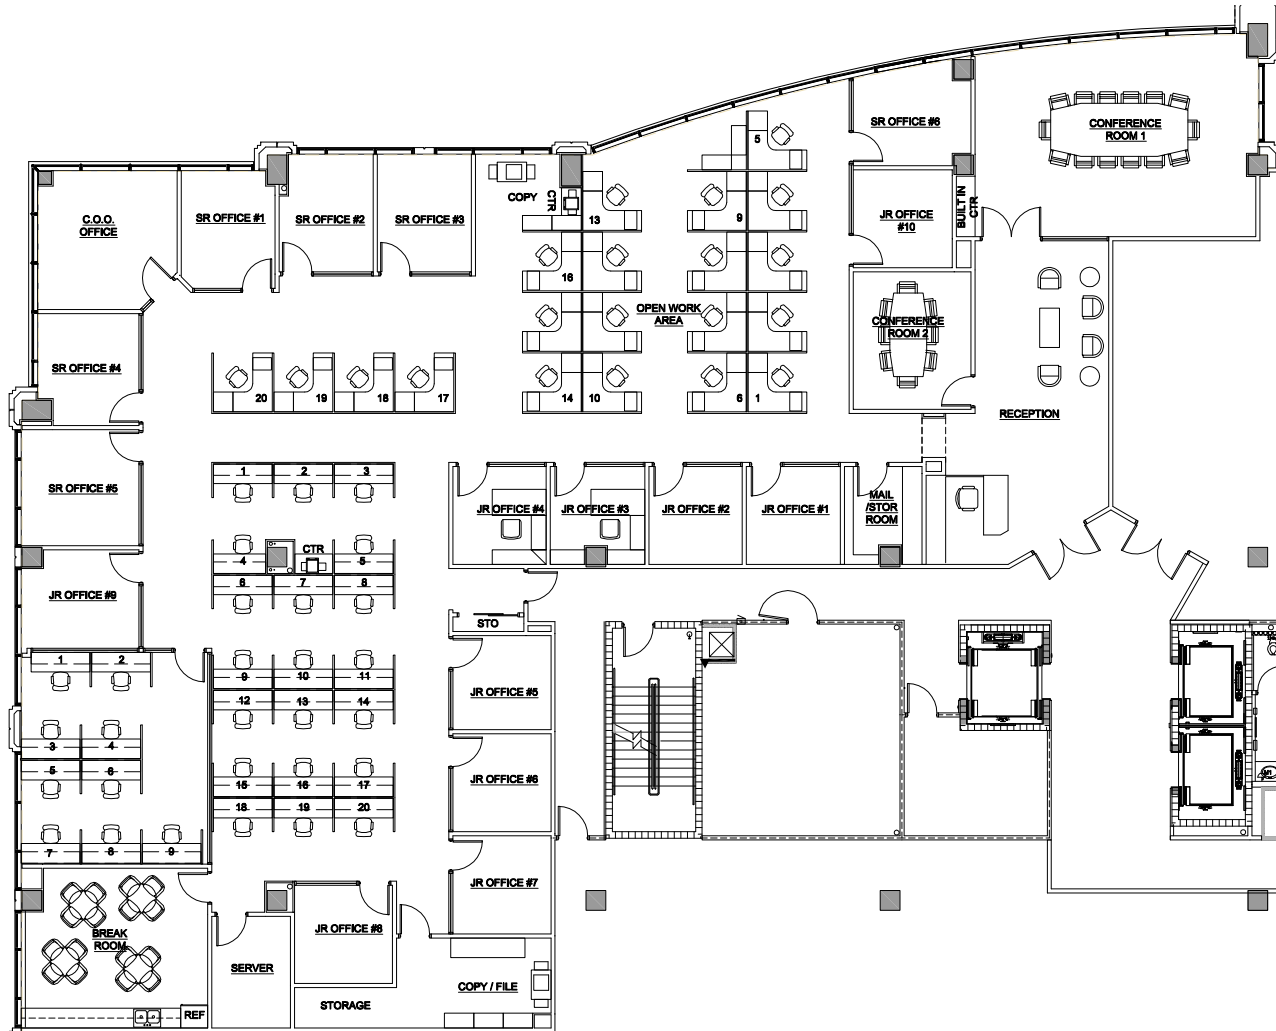 CONFERENCE
ROOM 1
SR OFFICE #6
5
COPY
CTR
13
9
BUILT IN
CTR
JR OFFICE
#10
C.O.O.
OFFICE
SR OFFICE #1
SR OFFICE #2
SR OFFICE #3
16
OPEN WORK
AREA
CONFERENCE
ROOM 2
SR OFFICE #4
20
19
18
17
14
10
6
1
RECEPTION
SR OFFICE #5
1
2
3
JR OFFICE #4
JR OFFICE #3
JR OFFICE #2
JR OFFICE #1
MAIL
/STOR
ROOM
4
CTR
5
6
7
8
JR OFFICE #9
STO
1
2
9
10
11
12
13
14
JR OFFICE #5
3
4
5
6
15
16
17
18
19
20
JR OFFICE #6
7
8
9
JR OFFICE #7
BREAK
ROOM
JR OFFICE #8
SERVER
COPY / FILE
STORAGE
REF